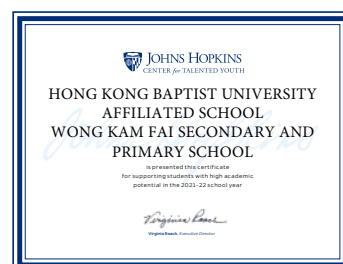 JOHNS HOPKINS
CENTER for TALENTED YOUTH
HONG KONG BAPTIST UNIVERSITY
AFFILIATED SCHOOL
WONG KAM FAI SECONDARY AND
PRIMARY SCHOOL
is presented this certificate
for supporting students with high academic
potential in the 2021-22 school year
Virginia Roach
Virginia Roach, Executive Director